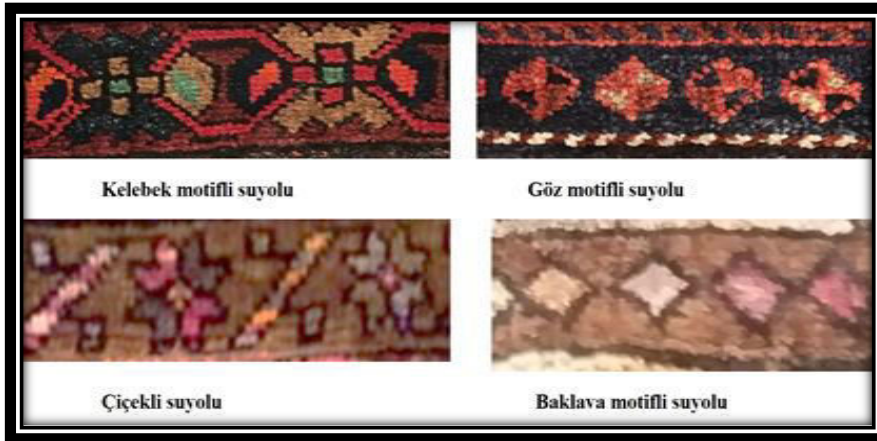 Kelebek motifli suyolu
Göz motifli suyolu
Çiçekli suyolu
Baklava motifli suyolu